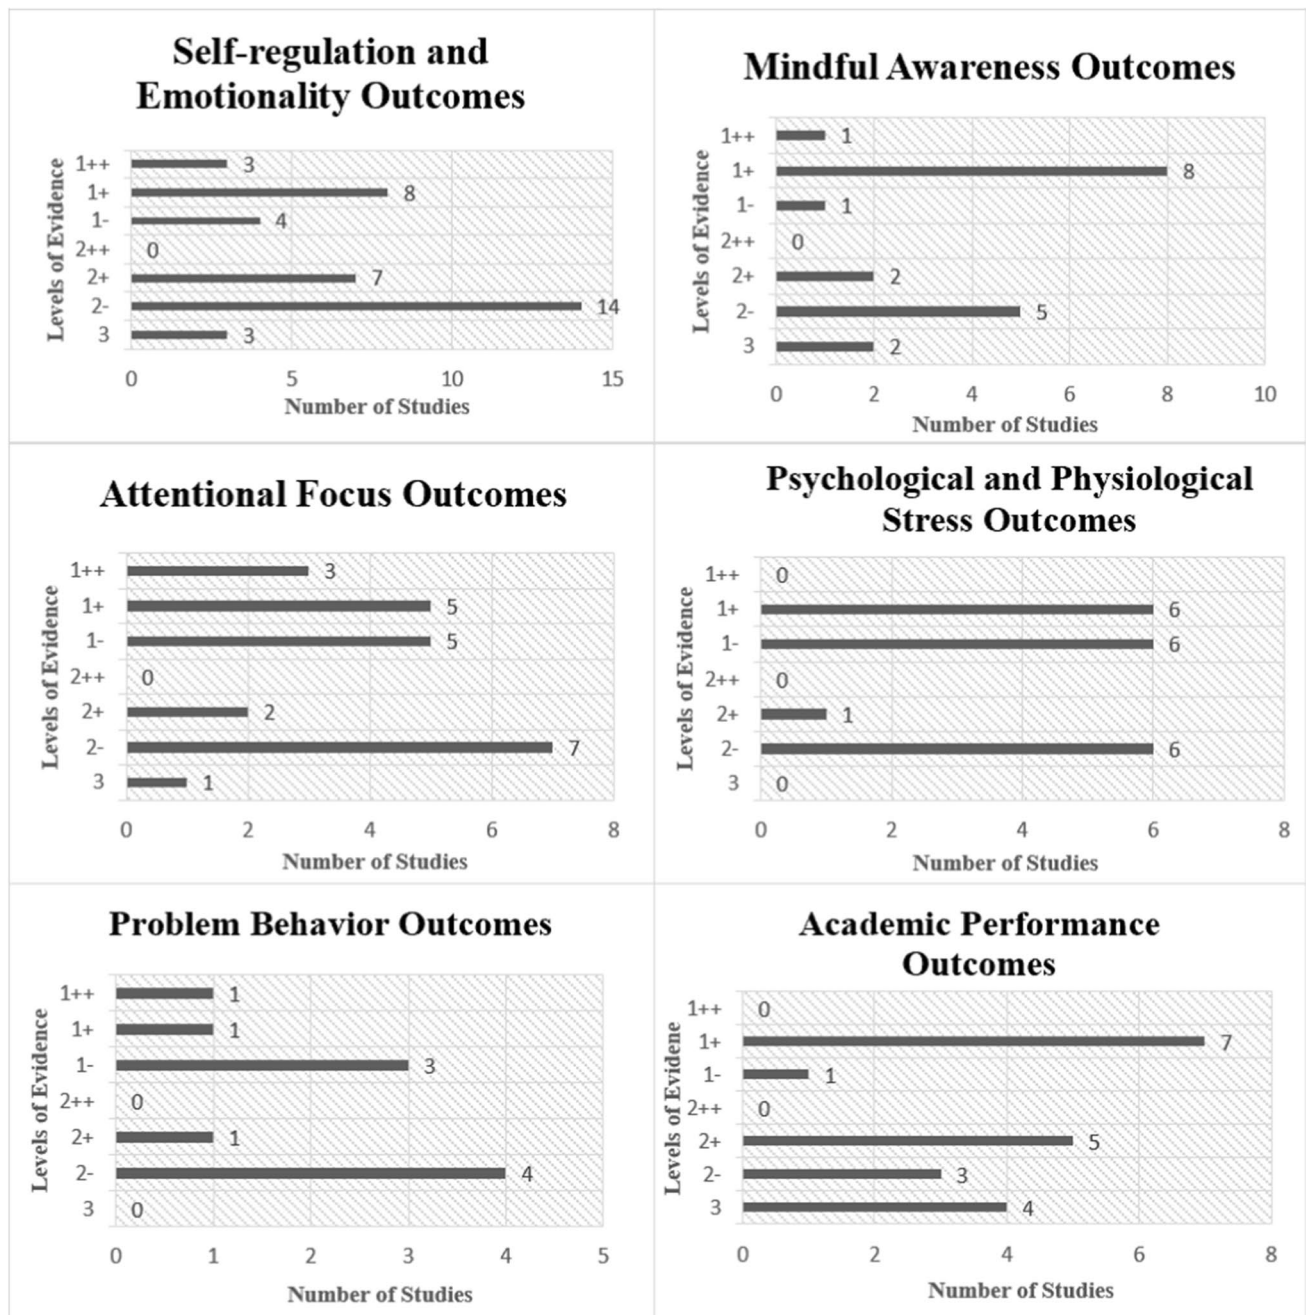 Self-regulation and
Emotionality Outcomes
Levels of Evidence
1++ 3
1+ 8
1- 4
2++ 0
2+ 7
2- 14
3 3
0 5 10 15
Number of Studies
Mindful Awareness Outcomes
Levels of Evidence
1++ 1
1+ 8
1- 1
2++ 0
2+ 2
2- 5
3 2
0 2 4 6 8 10
Number of Studies
Attentional Focus Outcomes
Levels of Evidence
1++ 3
1+ 5
1- 5
2++ 0
2+ 2
2- 7
3 1
0 2 4 6 8
Number of Studies
Psychological and Physiological
Stress Outcomes
Levels of Evidence
1++ 0
1+ 6
1- 6
2++ 0
2+ 1
2- 6
3 0
0 2 4 6 8
Number of Studies
Problem Behavior Outcomes
Levels of Evidence
1++ 1
1+ 1
1- 3
2++ 0
2+ 1
2- 4
3 0
0 1 2 3 4 5
Number of Studies
Academic Performance
Outcomes
Levels of Evidene
1++ 0
1+ 7
1- 1
2++ 0
2+ 5
2- 3
3 4
0 2 4 6 8
Number of Studies